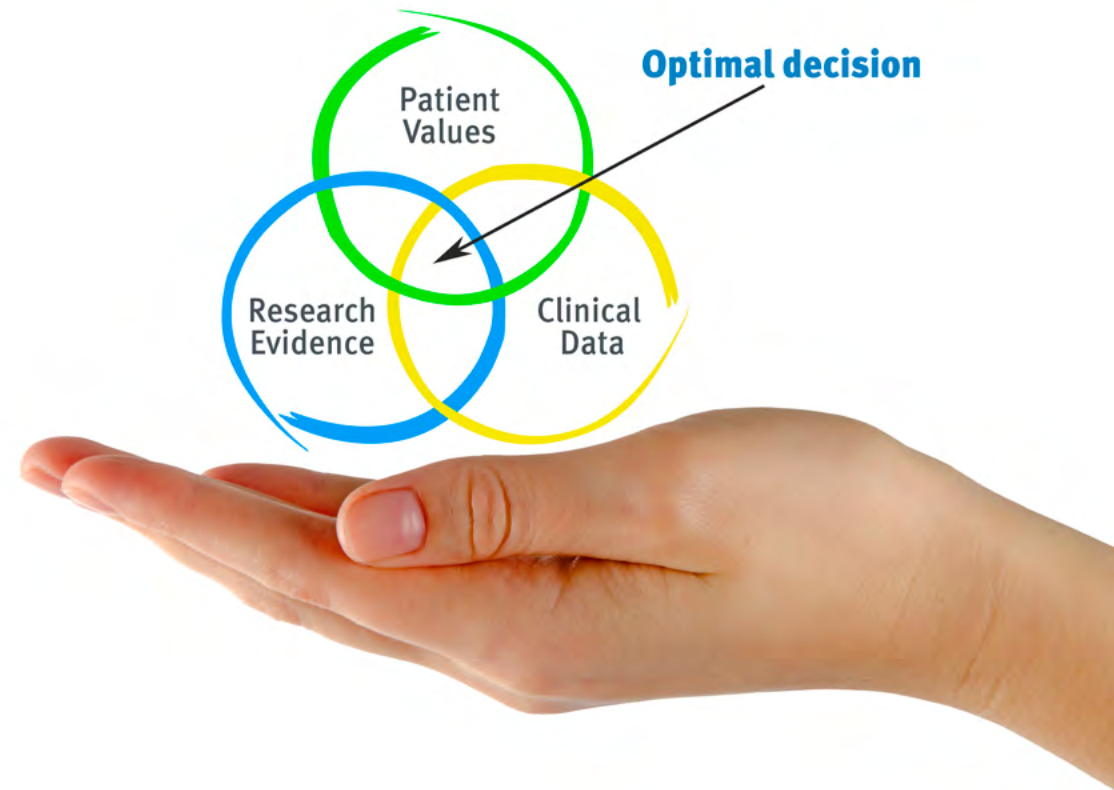 Optimal decision
Patient
Values
Research
Evidence
Clinical
Data